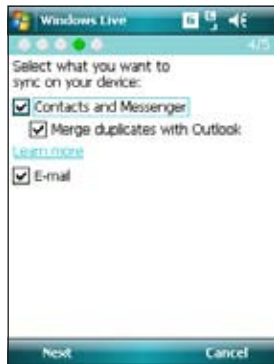 Windows Live
4/5
Select what you want to
sync on your device:
Contacts and Messenger
Merge duplicates with Outlook
Learn more
E-mail
Next Cancel